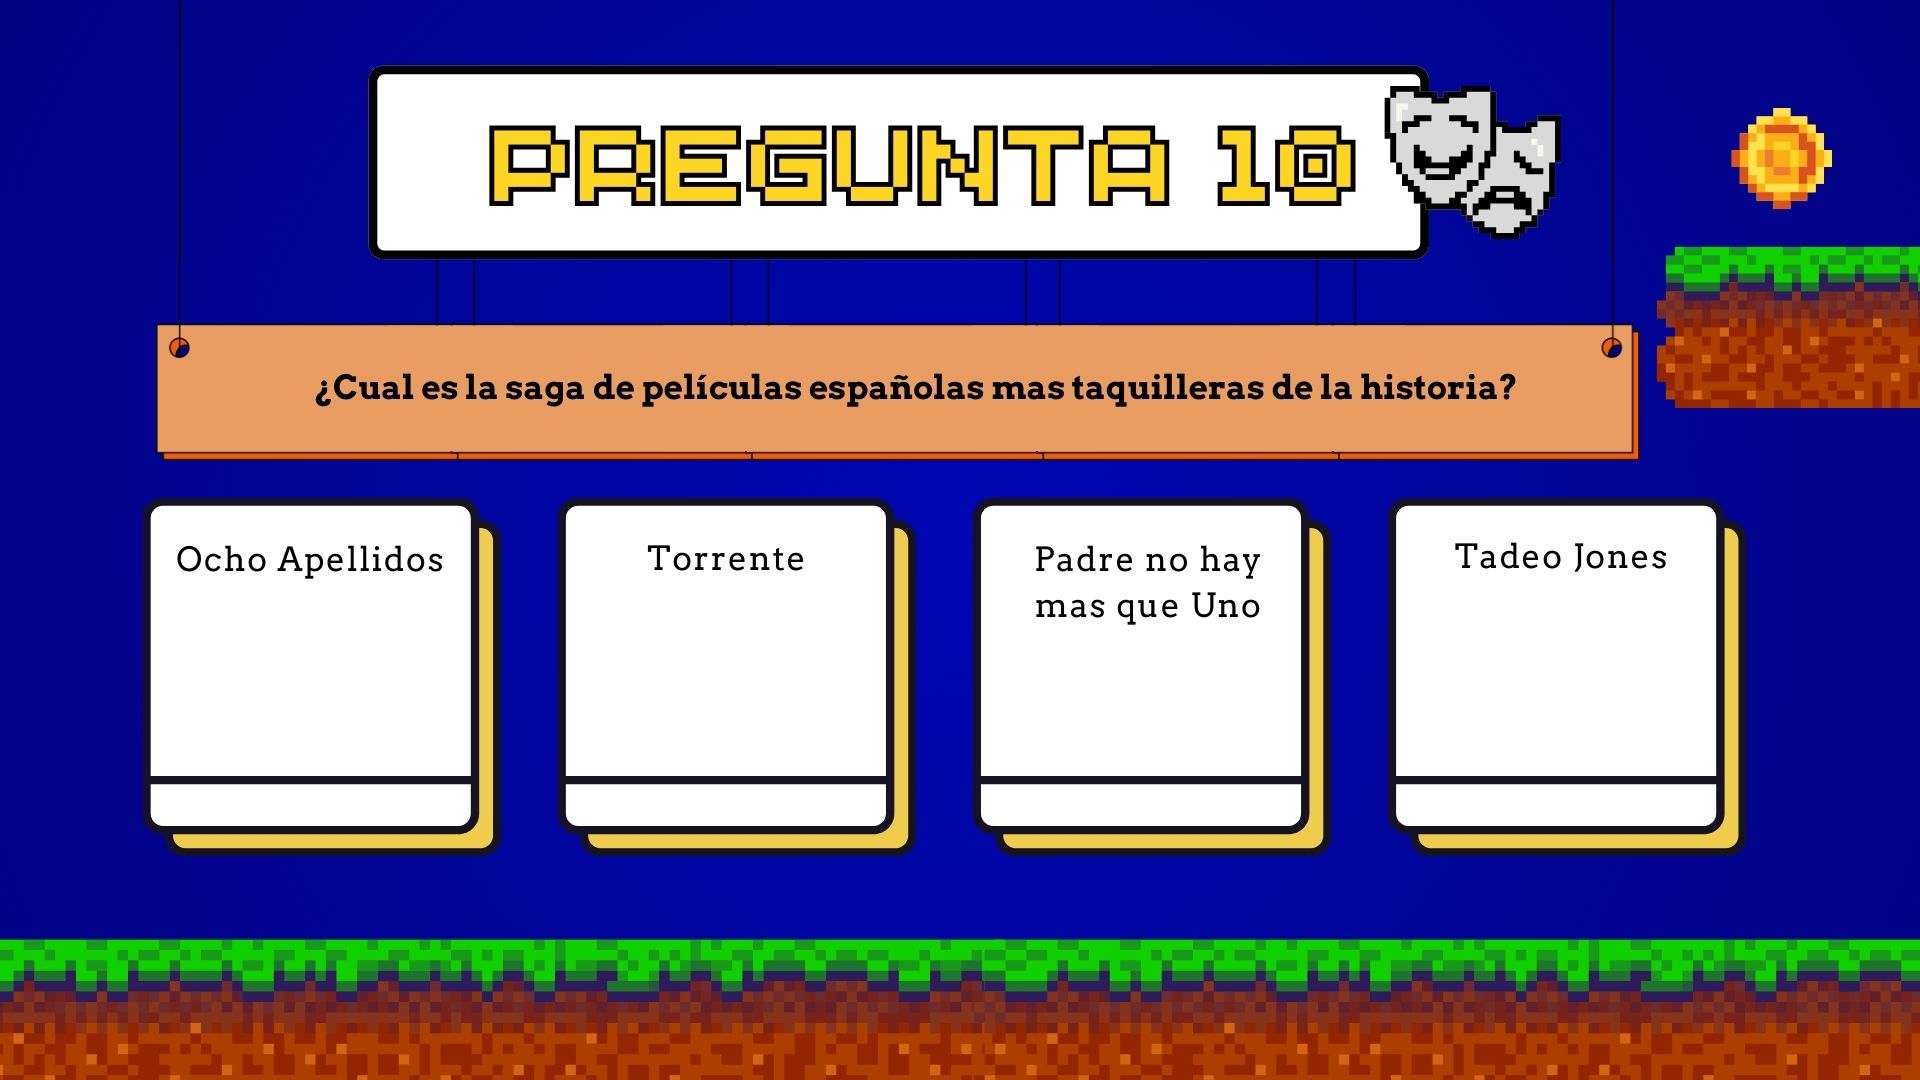 PREGUNTA 10
¿Cual es la saga de películas españolas mas taquilleras de la historia?
Ocho Apellidos
Torrente
Padre no hay
mas que Uno
Tadeo Jones